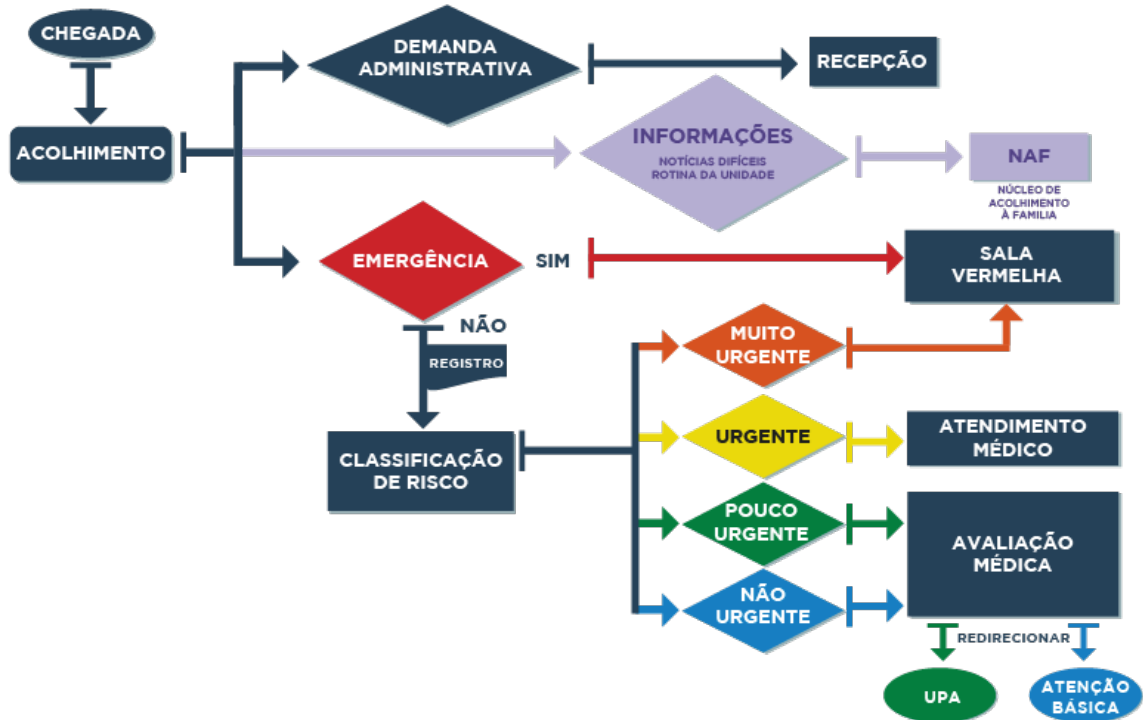 CHEGADA
ACOLHIMENTO
DEMANDA
ADMINISTRATIVA
RECEPÇÃO
INFORMAÇÕES
NOTÍCIAS DIFÍCEIS
ROTINA DA UNIDADE
NAF
NÚCLEO DE
ACOLHIMENTO
À FAMILIA
EMERGÊNCIA
SIM
SALA
VERMELHA
NÃO
REGISTRO
CLASSIFICAÇÃO
DE RISCO
MUITO
URGENTE
URGENTE
ATENDIMENTO
MÉDICO
POUCO
URGENTE
AVALIAÇÃO
MÉDICA
NÃO
URGENTE
REDIRECIONAR
UPA
ATENÇÃO
BÁSICA